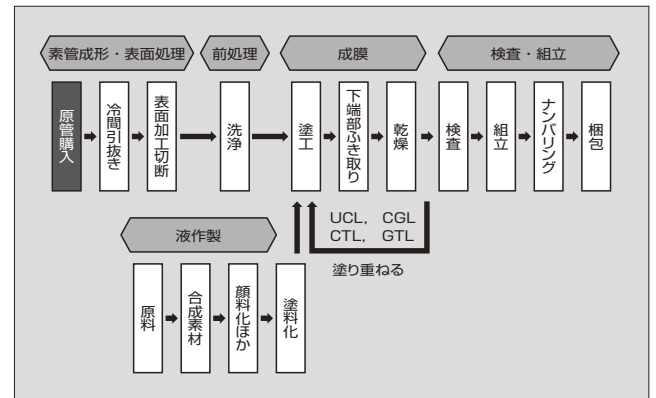 素管成形・表面処理
前処理
成膜
検査・組立
原管購入
冷間引抜き
表面加工切断
洗浄
塗工
下端部ふき取り
乾燥
検査
組立
ナンバリング
梱包
UCL, CGL
CTL, GTL
塗り重ねる
液作製
原料
合成素材
顔料化ほか
塗料化